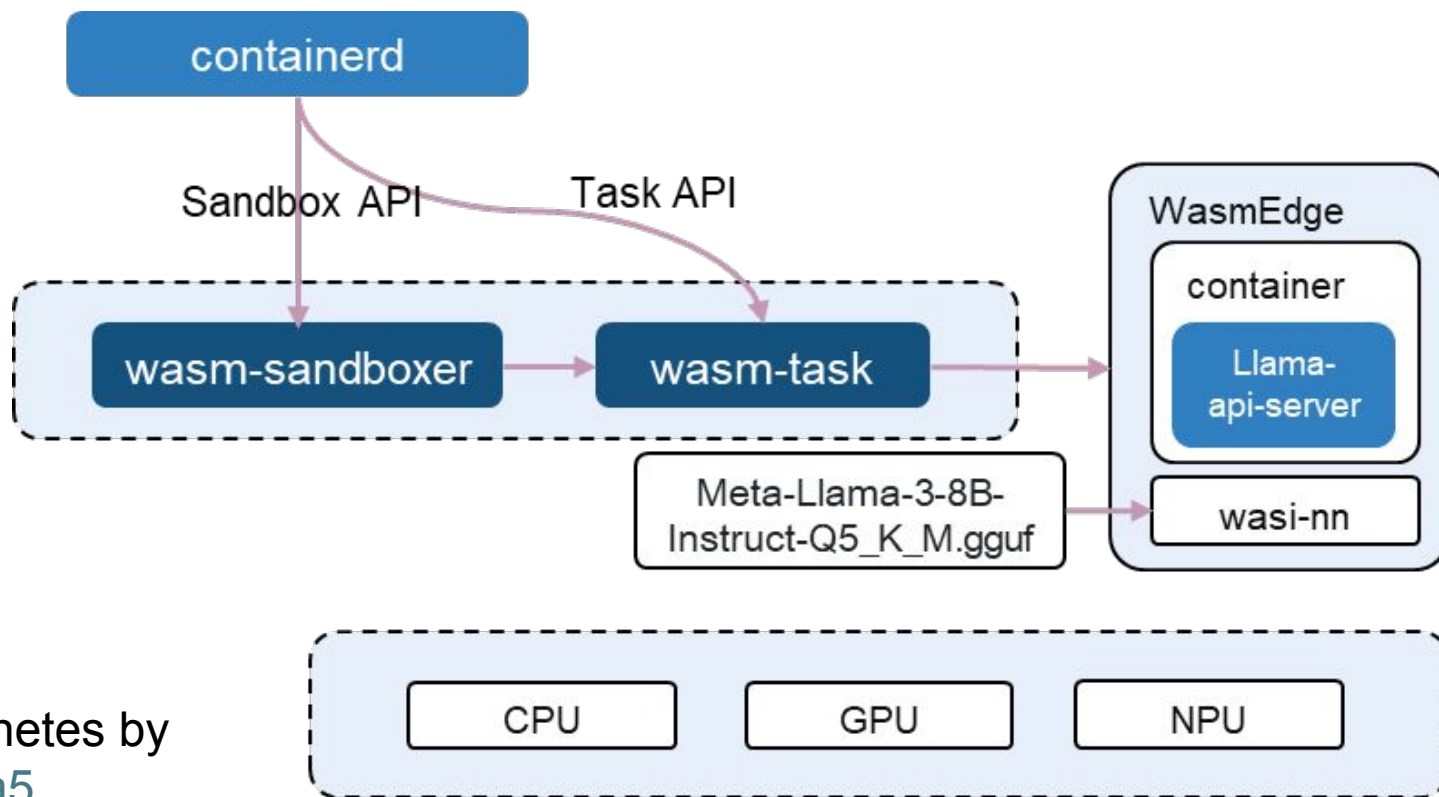 containerd
Sandbox API
Task API
WasmEdge
container
Llama-
api-server
wasm-sandboxer
wasm-task
Meta-Llama-3-8B-
Instruct-Q5_K_M.gguf
wasi-nn
CPU
GPU
NPU
netes by